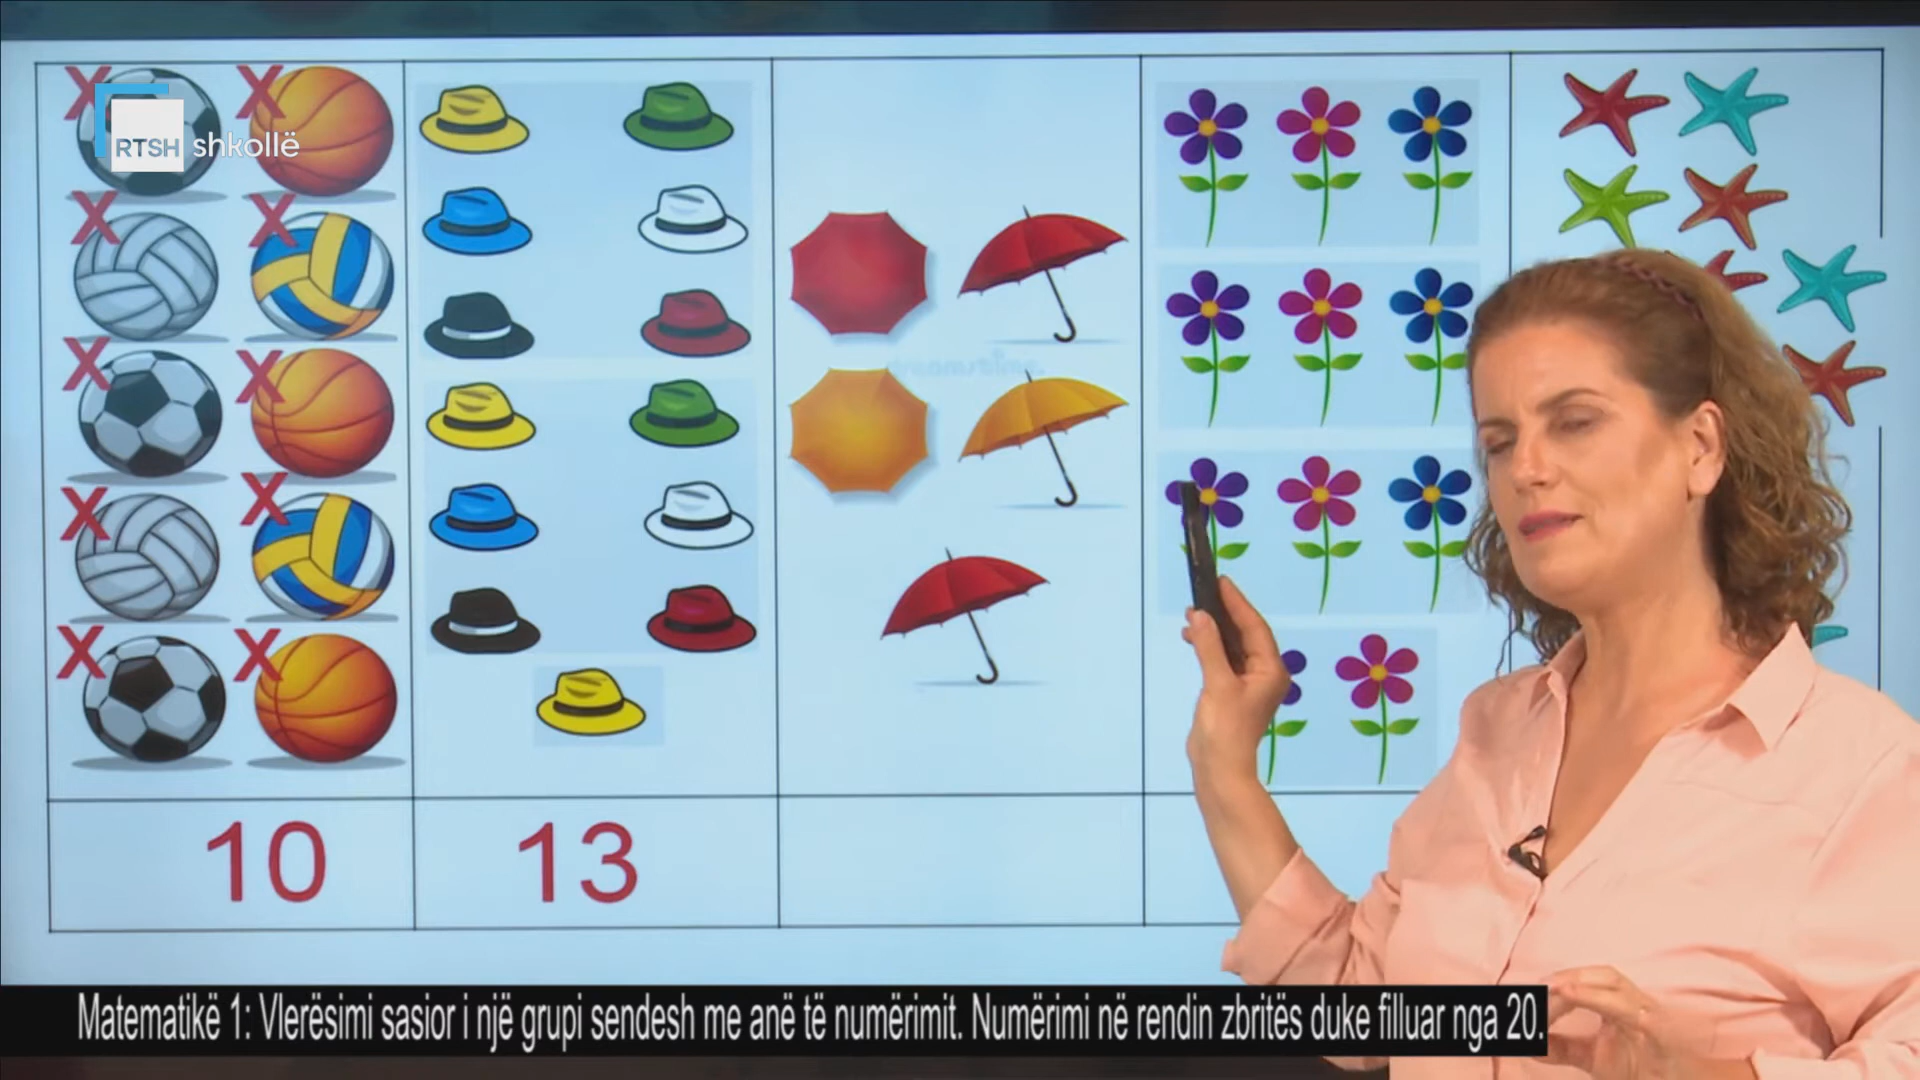 RTSH shkollë
10 13
Matematikë 1: Vlerësimi sasior i një grupi sendesh me anë të numërimit. Numërimi në rendin zbritës duke filluar nga 20.